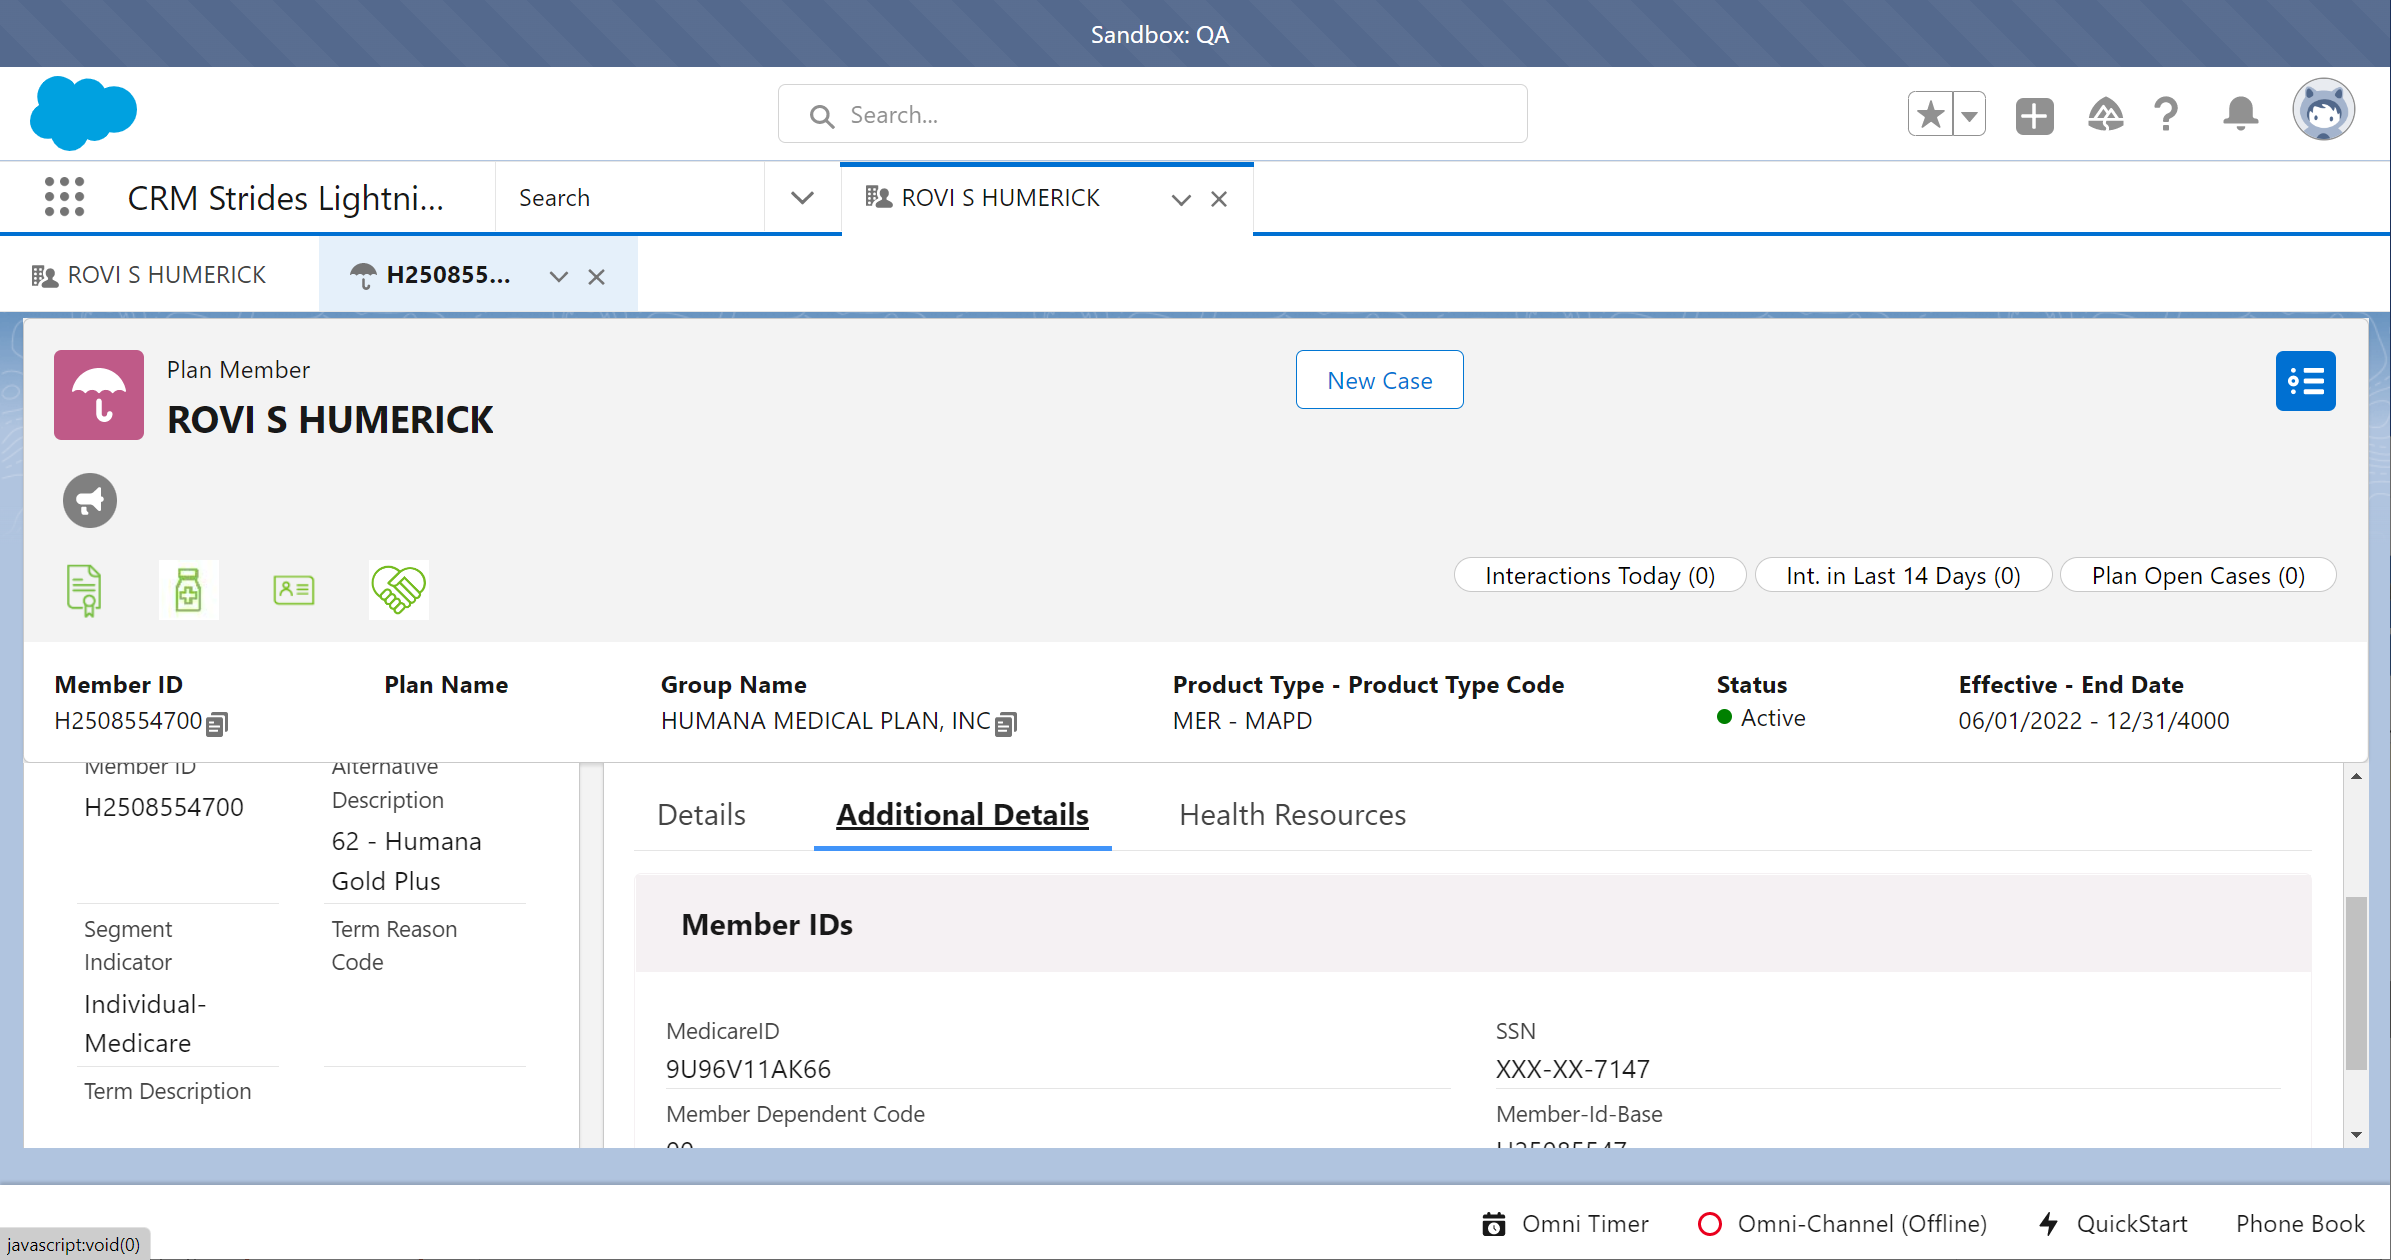 Sandbox: QA
Search...
CRM Strides Lightni...
Search
ROVI S HUMERICK
ROVI S HUMERICK
H250855...
Plan Member
ROVI S HUMERICK
New Case
Interactions Today (0)
Int. in Last 14 Days (0)
Plan Open Cases (0)
Member ID
Plan Name
Group Name
Product Type - Product Type Code
Status
Effective - End Date
H2508554700
HUMANA MEDICAL PLAN, INC
MER - MAPD
Active
06/01/2022 - 12/31/4000
Member ID
H2508554700
Alternative
Description
62 - Humana
Gold Plus
Segment
Indicator
Individual-
Medicare
Term Reason
Code
Term Description
Details
Additional Details
Health Resources
Member IDs
MedicareID
9U96V11AK66
SSN
XXX-XX-7147
Member Dependent Code
00
Member-Id-Base
H25085547
Omni Timer
Omni-Channel (Offline)
QuickStart
Phone Book
javascript:void(0)